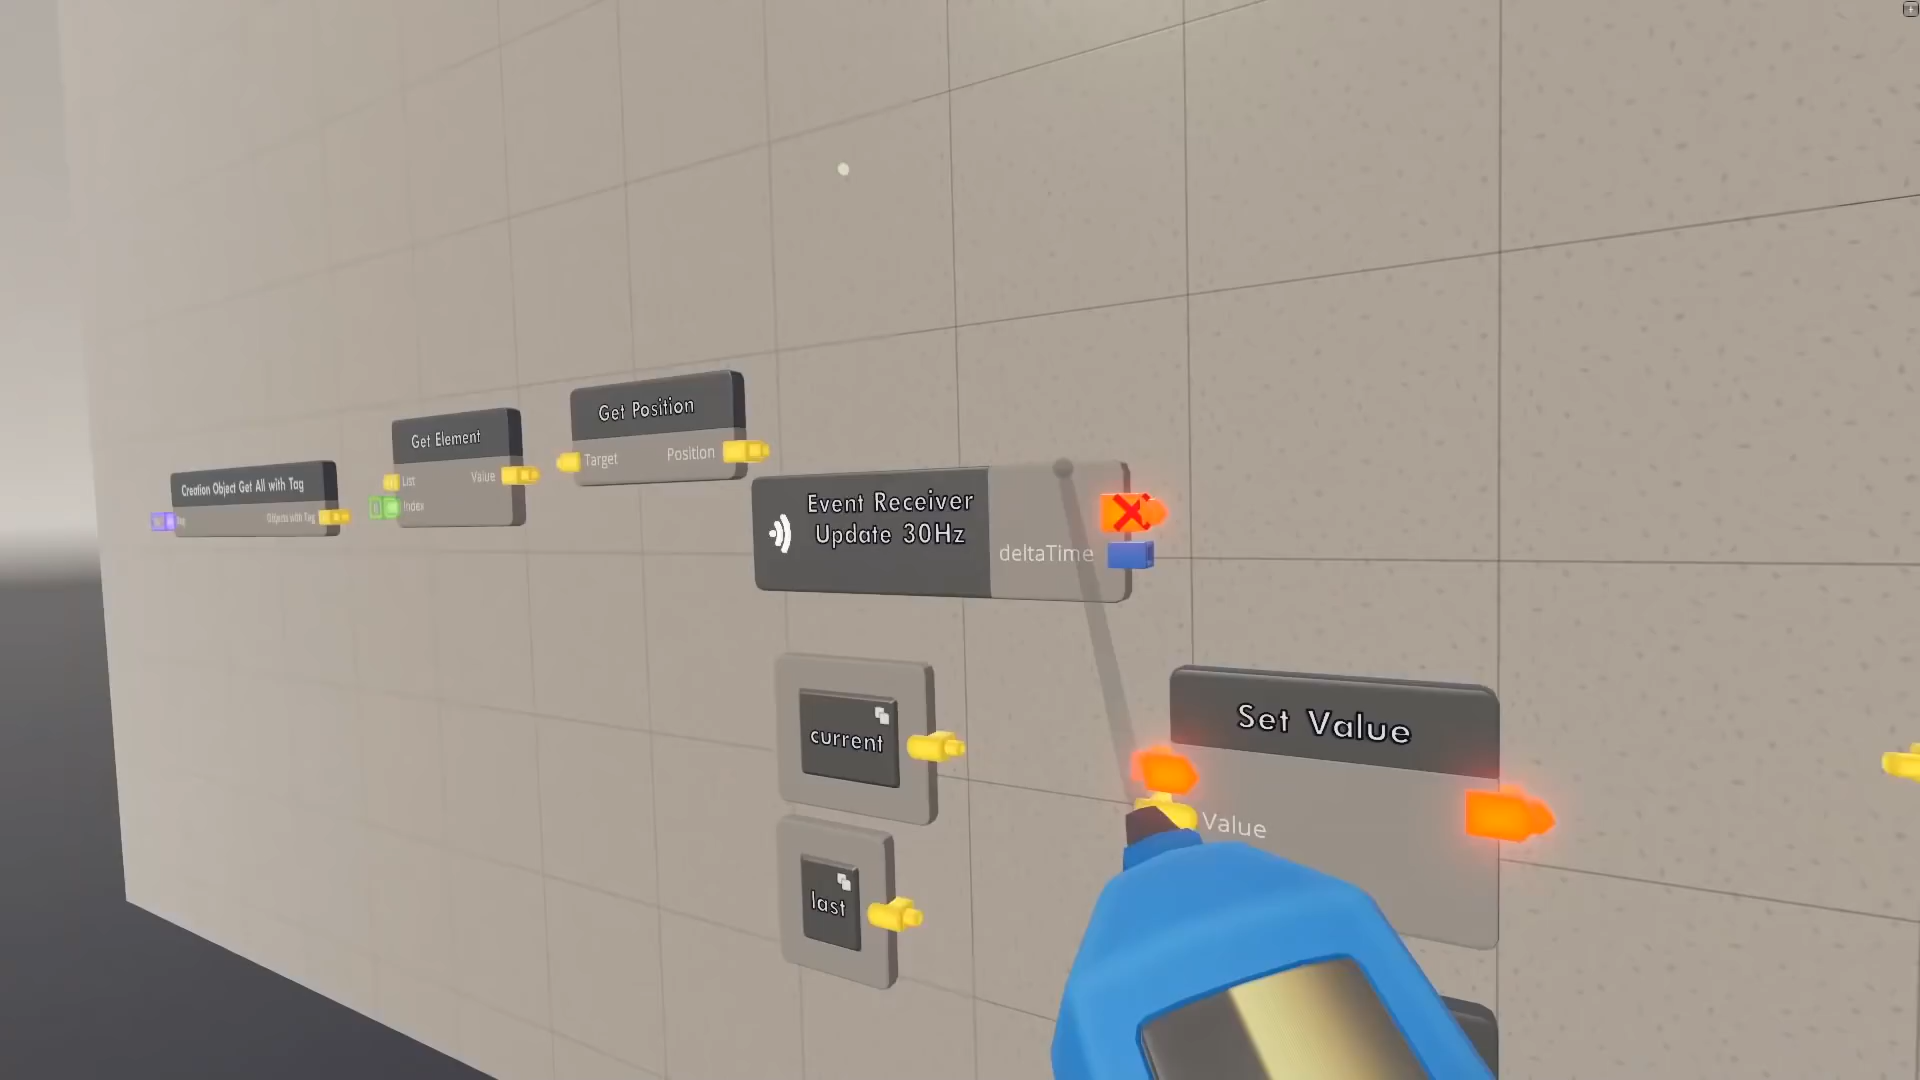 Creation Object Get All with Tag
Objects with Tag
Get Element
List
Value
Index
Get Position
Target
Position
Event Receiver
Update 30Hz
deltaTime
current
last
Set Value
Value